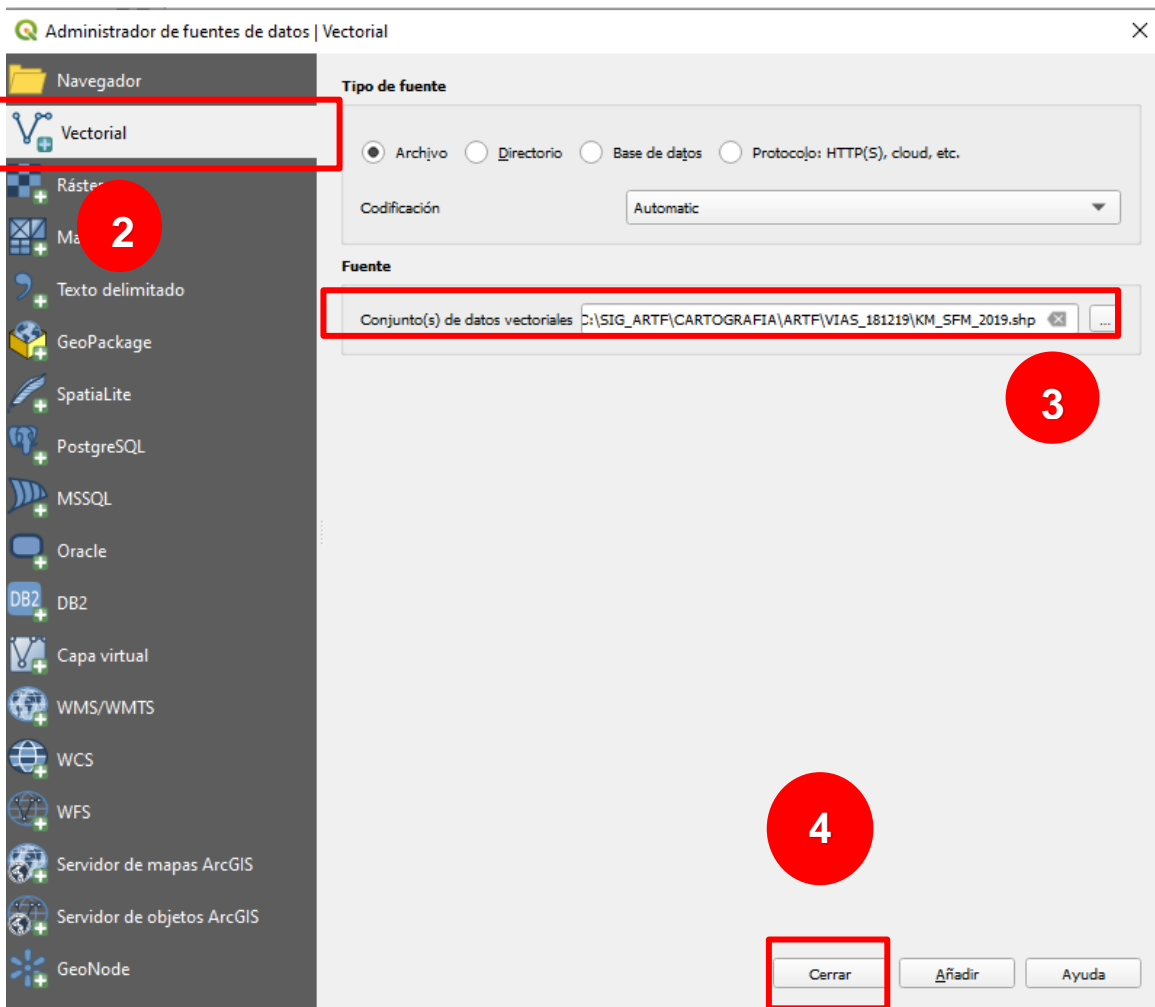 Administrador de fuentes de datos | Vectorial
Navegador
Vectorial
Ráster
Ma
2
Texto delimitado
GeoPackage
SpatiaLite
PostgreSQL
MSSQL
Oracle
DB2
DB2
Capa virtual
WMS/WMTS
WCS
WFS
Servidor de mapas ArcGIS
Servidor de objetos ArcGIS
GeoNode
Tipo de fuente
Archivo Directorio Base de datos Protocolo: HTTP(S), cloud, etc.
Codificación Automatic
Fuente
Conjunto(s) de datos vectoriales C:\SIG_ARTF\CARTOGRAFIA\ARTF\VIAS_181219\KM_SFM_2019.shp ...
3
4
Cerrar Añadir Ayuda